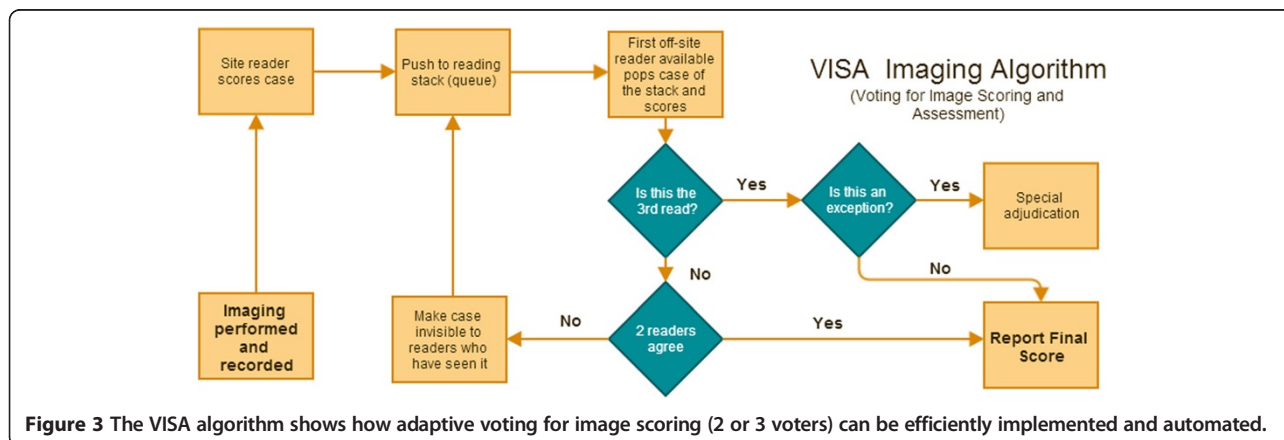 Site reader
scores case
Push to reading
stack (queue)
First off-site
reader available
pops case of
the stack and
scores
VISA Imaging Algorithm
(Voting for Image Scoring and
Assessment)
Is this the
3rd read?
Yes
Is this an
exception?
Yes
Special
adjudication
No
No
Imaging
performed
and
recorded
Make case
invisible to
readers who
have seen it
No
2 readers
agree
Yes
Report Final
Score
Figure 3 The VISA algorithm shows how adaptive voting for image scoring (2 or 3 voters) can be efficiently implemented and automated.